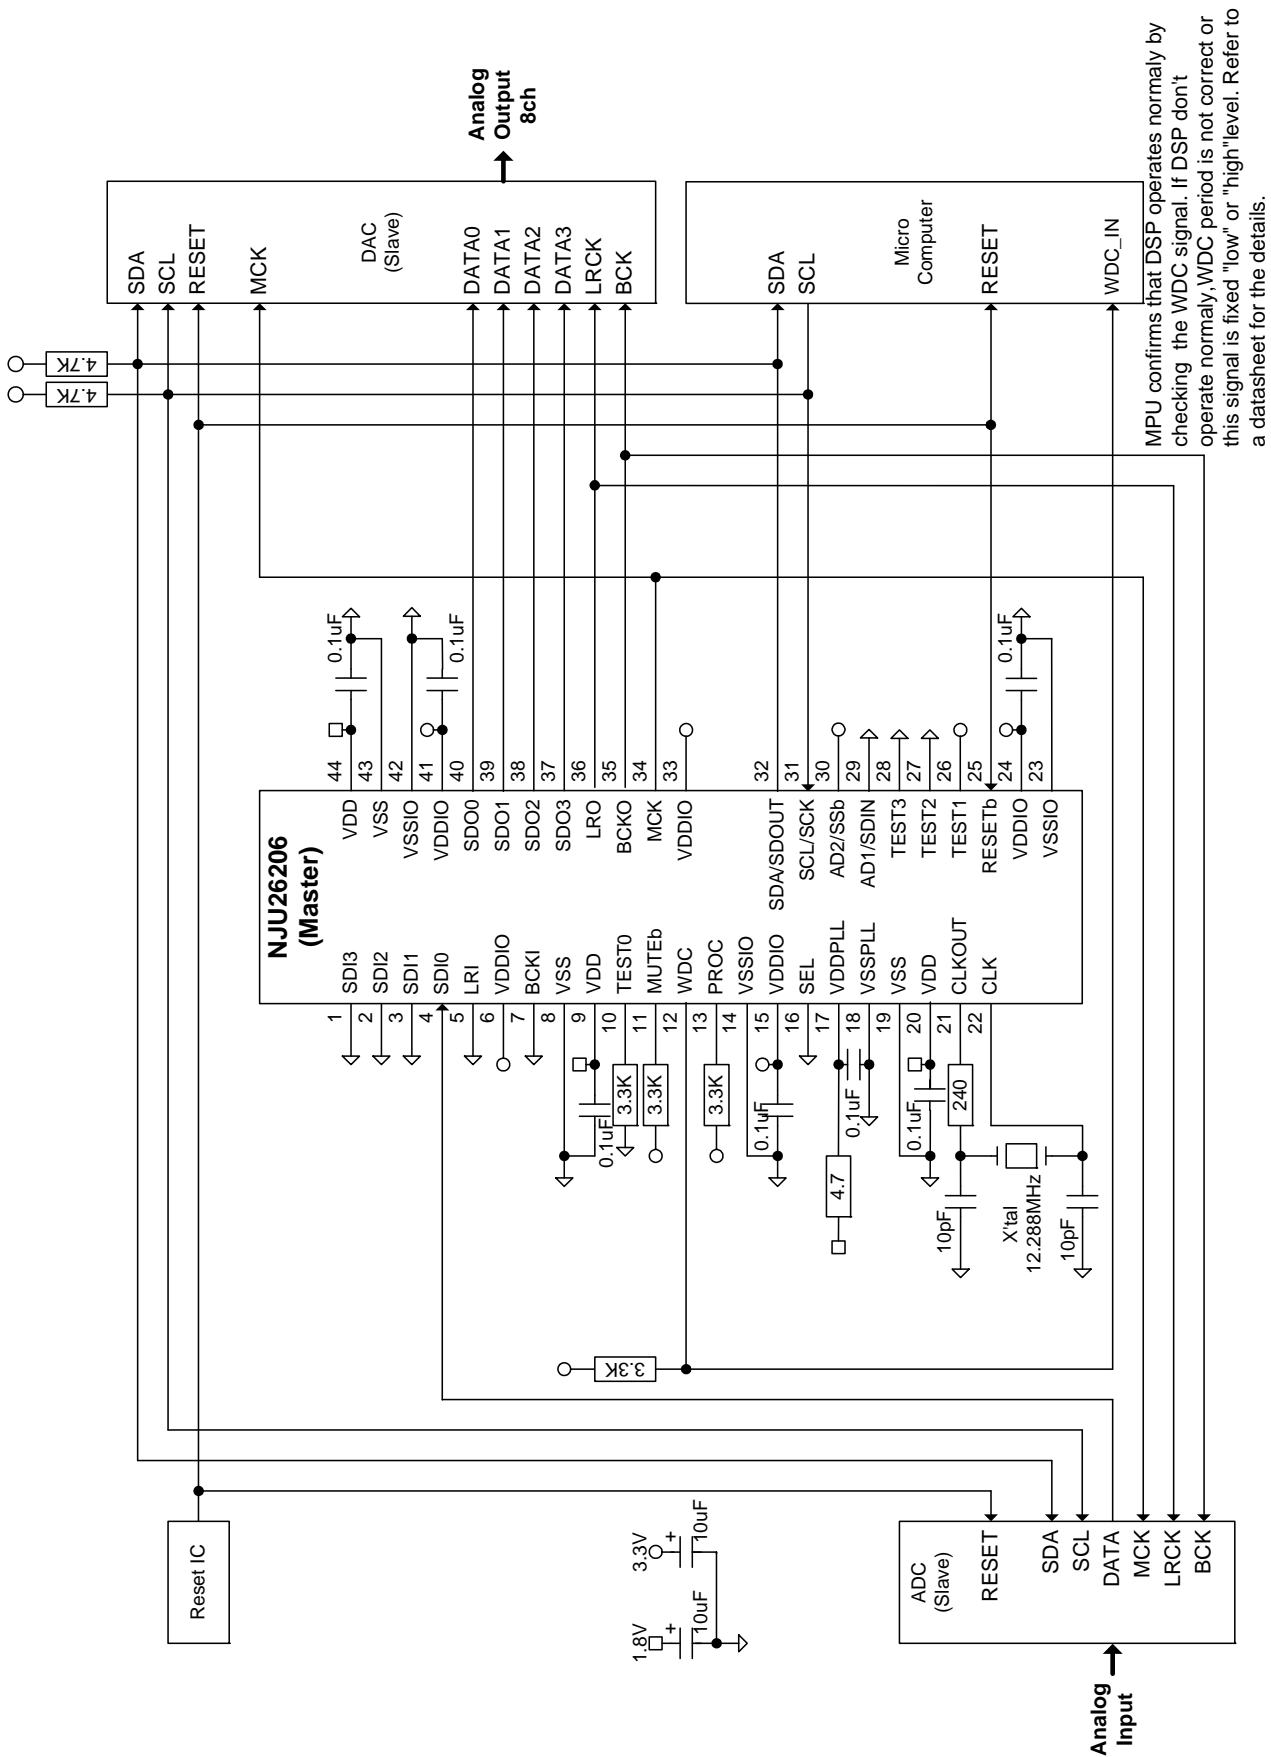 Analog
Output
8ch
DAC
(Slave)
SDA
SCL
RESET
MCK
DATA0
DATA1
DATA2
DATA3
LRCK
BCK
Micro
Computer
SDA
SCL
RESET
WDC_IN
MPU confirms that DSP operates normaly by
checking the WDC signal. If DSP don't
operate normaly,WDC period is not correct or
this signal is fixed "low" or "high"level. Refer to
a datasheet for the details.
4.7K
4.7K
0.1uF
0.1uF
0.1uF
44
43
42
41
40
39
38
37
36
35
34
33
32
31
30
29
28
27
26
25
24
23
VDD
VSS
VSSIO
VDDIO
SDO0
SDO1
SDO2
SDO3
LRO
BCKO
MCK
VDDIO
SDA/SDOUT
SCL/SCK
AD2/SSb
AD1/SDIN
TEST3
TEST2
TEST1
RESETb
VDDIO
VSSIO
NJU26206
(Master)
SDI3
SDI2
SDI1
SDI0
LRI
VDDIO
BCKI
VSS
VDD
TEST0
MUTEb
WDC
PROC
VSSIO
VDDIO
SEL
VDDPLL
VSSPLL
VSS
VDD
CLKOUT
CLK
1
2
3
4
5
6
7
8
9
10
11
12
13
14
15
16
17
18
19
20
21
22
0.1uF
3.3K
3.3K
3.3K
0.1uF
0.1uF
4.7
0.1uF
240
10pF
X'tal
12.288MHz
10pF
3.3K
Reset IC
3.3V
+
10uF
1.8V
+
10uF
ADC
(Slave)
RESET
SDA
SCL
DATA
MCK
LRCK
BCK
Analog
Input